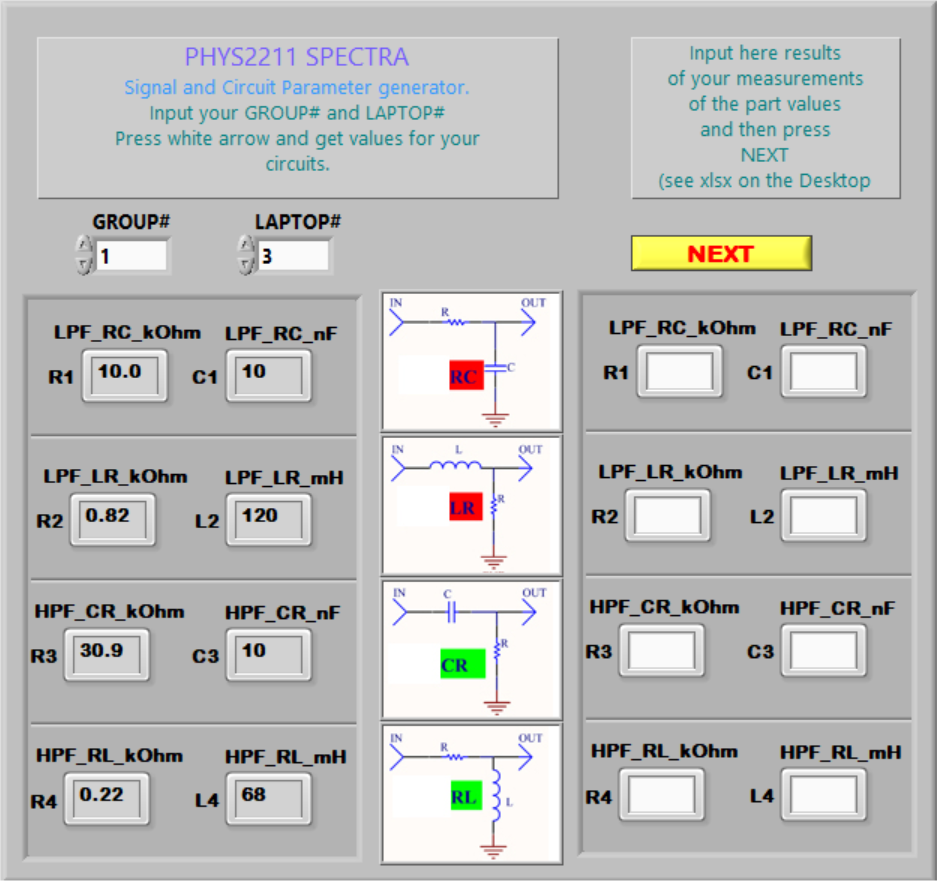 PHYS2211 SPECTRA
Signal and Circuit Parameter generator.
Input your GROUP# and LAPTOP#
Press white arrow and get values for your
circuits.
Input here results
of your measurements
of the part values
and then press
NEXT
(see xlsx on the Desktop
GROUP#
1
LAPTOP#
3
NEXT
LPF_RC_kOhm LPF_RC_nF
R1 10.0 C1 10
IN OUT
R
C
RC
LPF_RC_kOhm LPF_RC_nF
R1 C1
LPF_LR_kOhm LPF_LR_mH
R2 0.82 L2 120
IN L OUT
R
LR
LPF_LR_kOhm LPF_LR_mH
R2 L2
HPF_CR_kOhm HPF_CR_nF
R3 30.9 C3 10
IN C OUT
R
CR
HPF_CR_kOhm HPF_CR_nF
R3 C3
HPF_RL_kOhm HPF_RL_mH
R4 0.22 L4 68
IN R OUT
RL L
HPF_RL_kOhm HPF_RL_mH
R4 L4